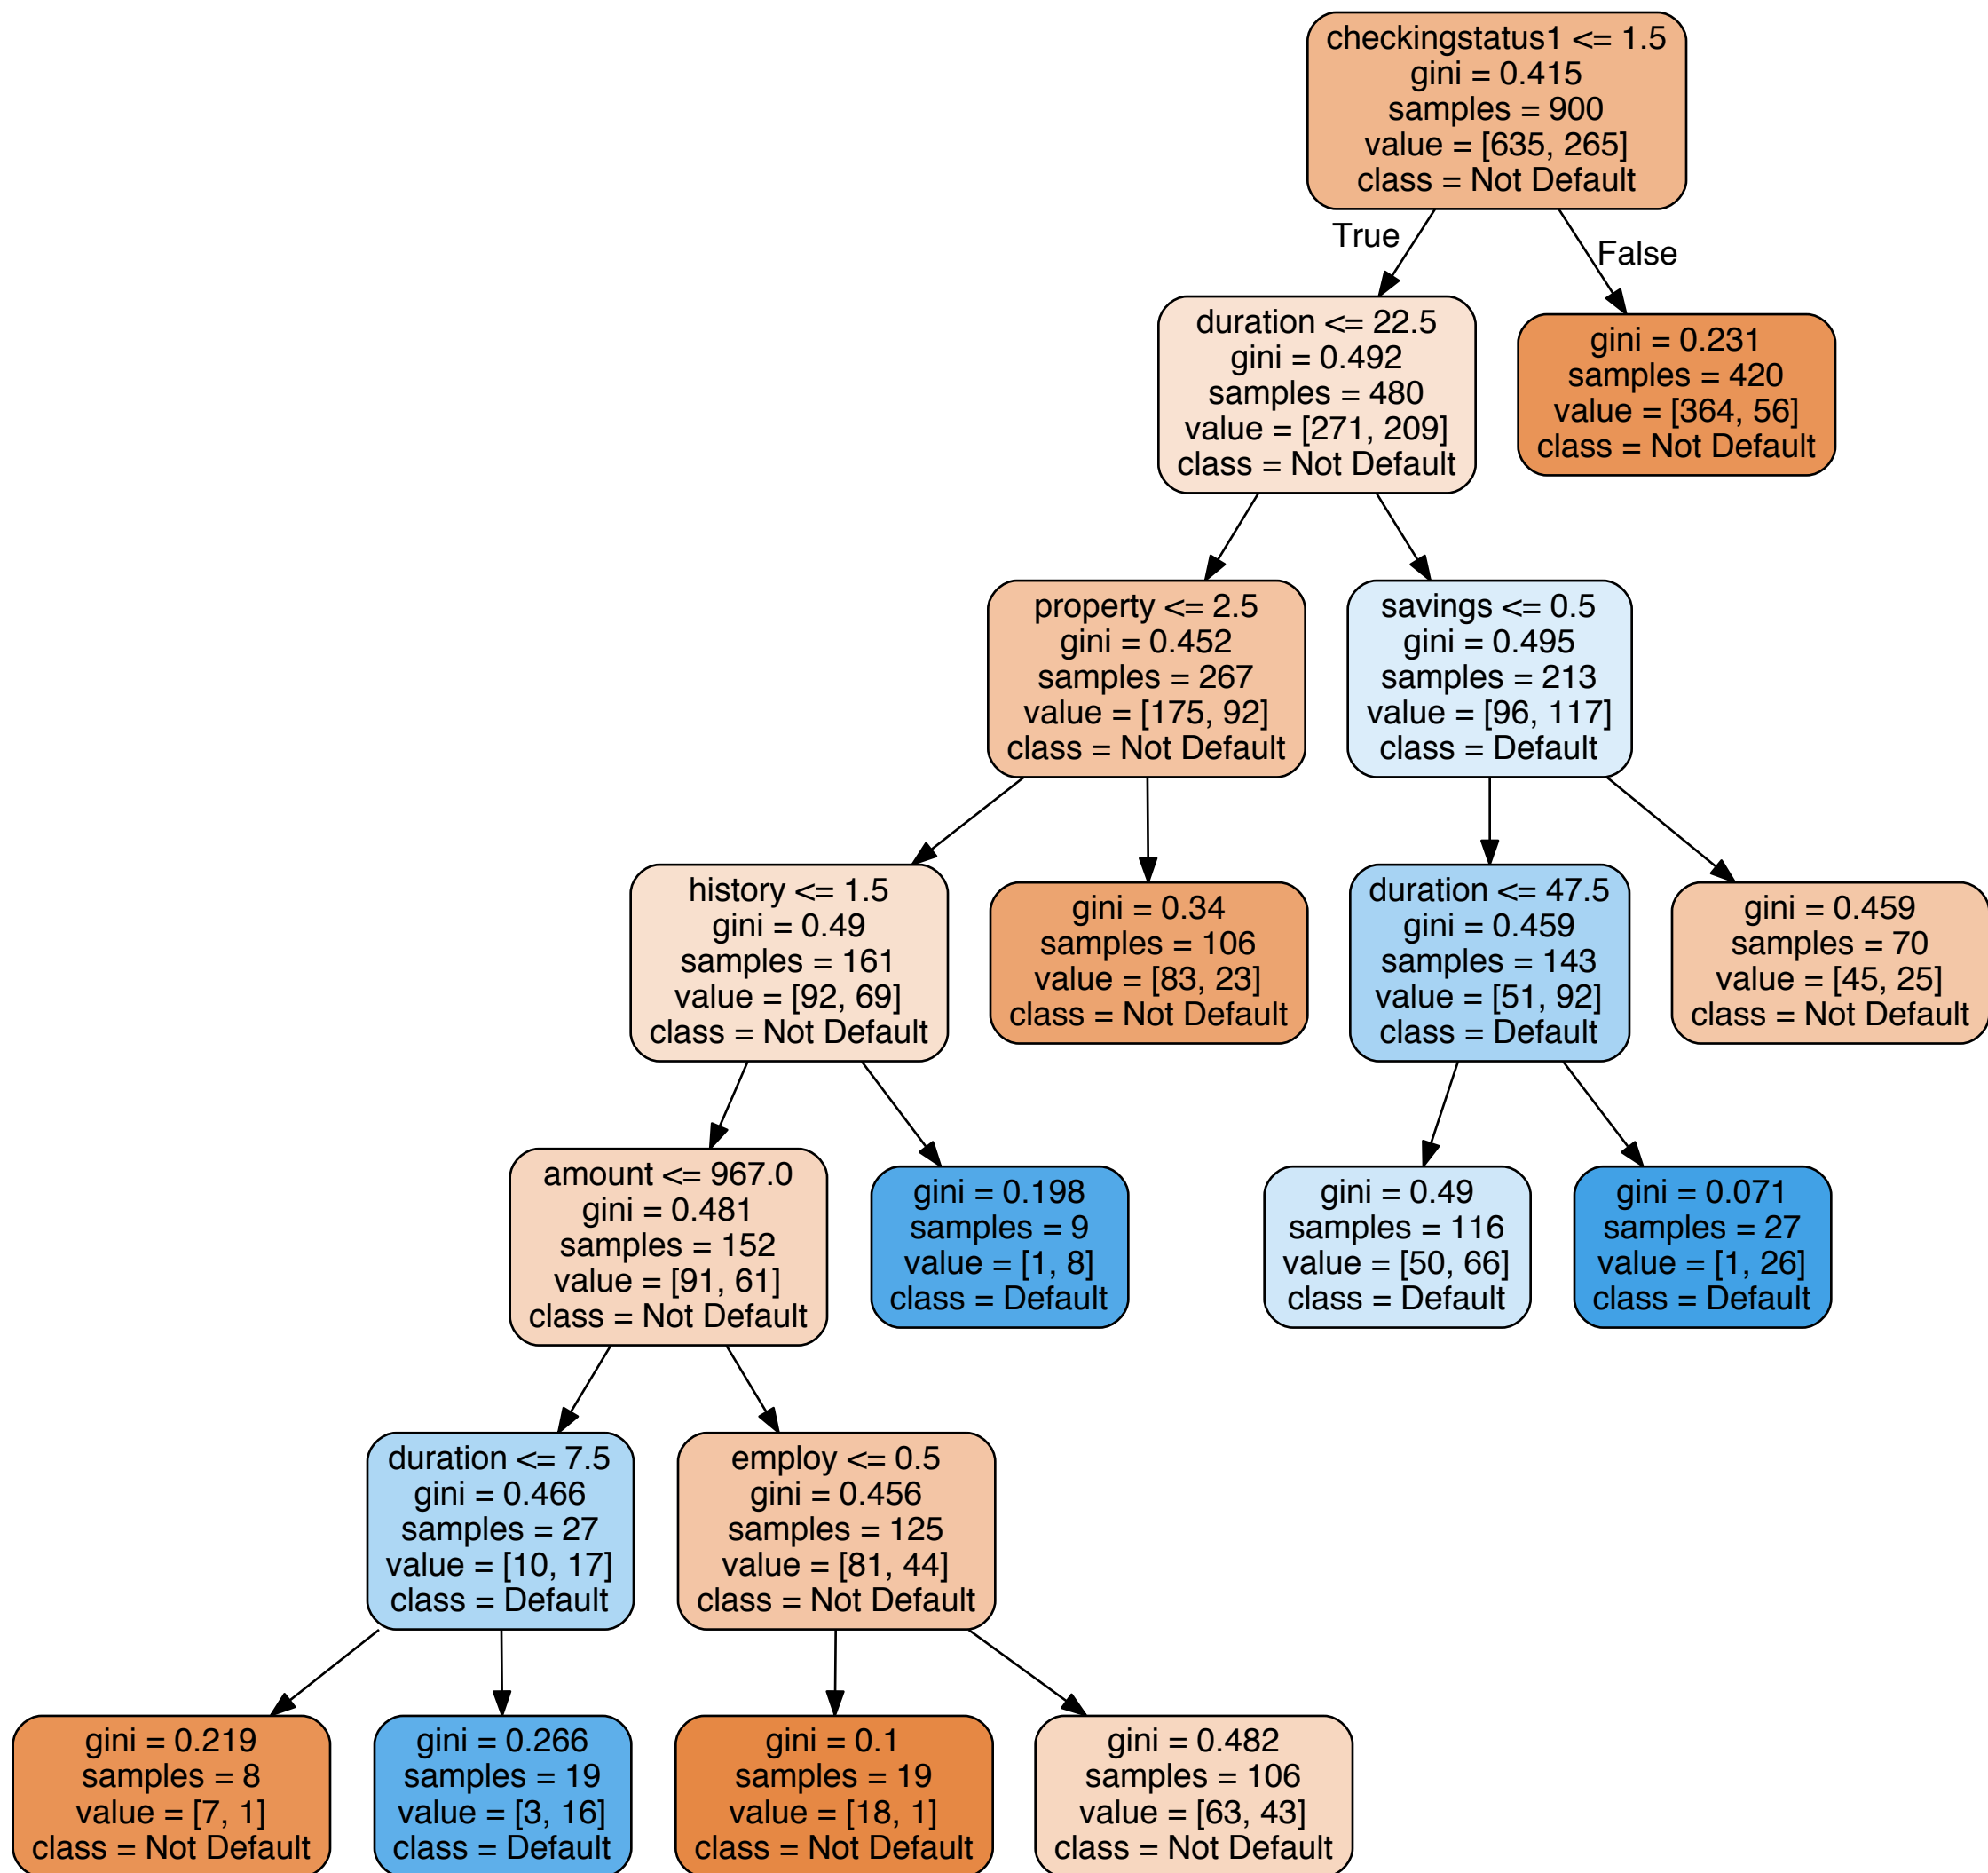 checkingstatus1 <= 1.5
gini = 0.415
samples = 900
value = [635, 265]
class = Not Default
True
False
duration <= 22.5
gini = 0.492
samples = 480
value = [271, 209]
class = Not Default
gini = 0.231
samples = 420
value = [364, 56]
class = Not Default
property <= 2.5
gini = 0.452
samples = 267
value = [175, 92]
class = Not Default
savings <= 0.5
gini = 0.495
samples = 213
value = [96, 117]
class = Default
history <= 1.5
gini = 0.49
samples = 161
value = [92, 69]
class = Not Default
gini = 0.34
samples = 106
value = [83, 23]
class = Not Default
duration <= 47.5
gini = 0.459
samples = 143
value = [51, 92]
class = Default
gini = 0.459
samples = 70
value = [45, 25]
class = Not Default
amount <= 967.0
gini = 0.481
samples = 152
value = [91, 61]
class = Not Default
gini = 0.198
samples = 9
value = [1, 8]
class = Default
gini = 0.49
samples = 116
value = [50, 66]
class = Default
gini = 0.071
samples = 27
value = [1, 26]
class = Default
duration <= 7.5
gini = 0.466
samples = 27
value = [10, 17]
class = Default
employ <= 0.5
gini = 0.456
samples = 125
value = [81, 44]
class = Not Default
gini = 0.219
samples = 8
value = [7, 1]
class = Not Default
gini = 0.266
samples = 19
value = [3, 16]
class = Default
gini = 0.1
samples = 19
value = [18, 1]
class = Not Default
gini = 0.482
samples = 106
value = [63, 43]
class = Not Default